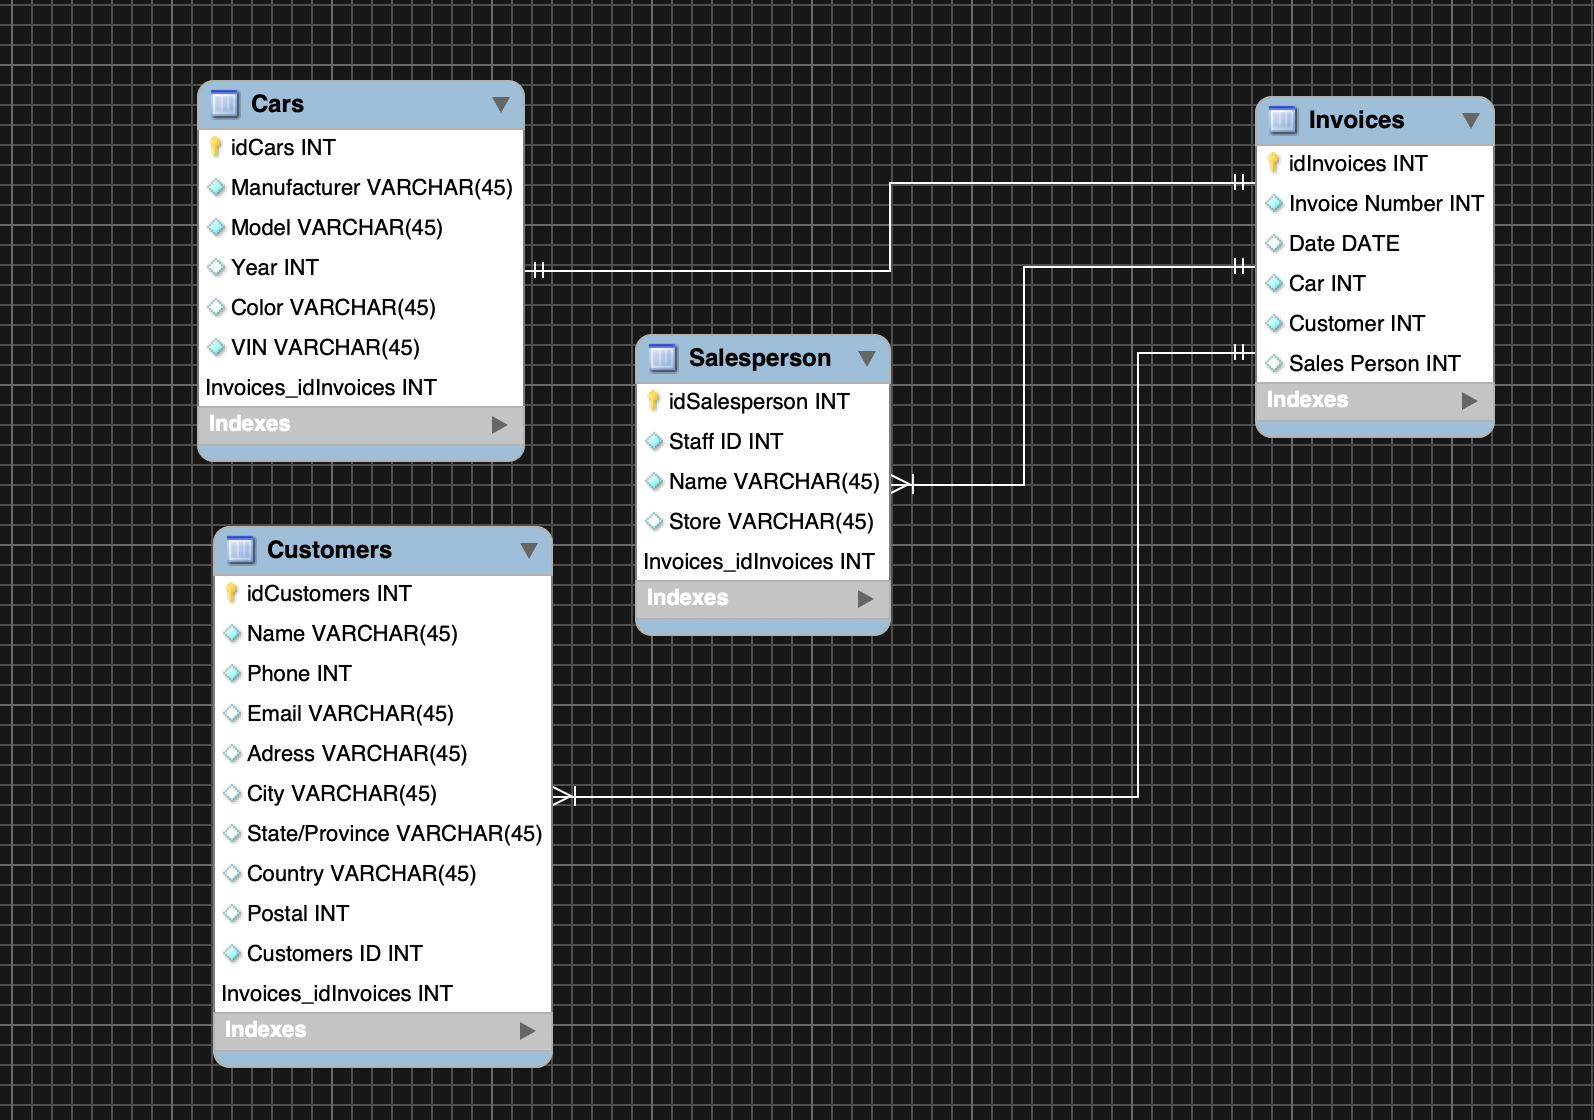 Cars
idCars INT
Manufacturer VARCHAR(45)
Model VARCHAR(45)
Year INT
Color VARCHAR(45)
VIN VARCHAR(45)
Invoices_idInvoices INT
Indexes
Invoices
idInvoices INT
Invoice Number INT
Date DATE
Car INT
Customer INT
Sales Person INT
Indexes
Salesperson
idSalesperson INT
Staff ID INT
Name VARCHAR(45)
Store VARCHAR(45)
Invoices_idInvoices INT
Indexes
Customers
idCustomers INT
Name VARCHAR(45)
Phone INT
Email VARCHAR(45)
Adress VARCHAR(45)
City VARCHAR(45)
State/Province VARCHAR(45)
Country VARCHAR(45)
Postal INT
Customers ID INT
Invoices_idInvoices INT
Indexes